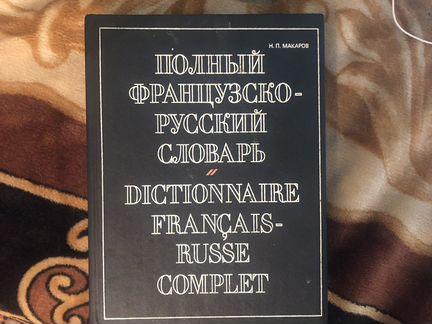 Н. П. МАКАРОВ
ПОЛНЫЙ
ФРАНЦУЗСКО-
РУССКИЙ
СЛОВАРЬ
//
DICTIONNAIRE
FRANÇAIS-
RUSSE
COMPLET